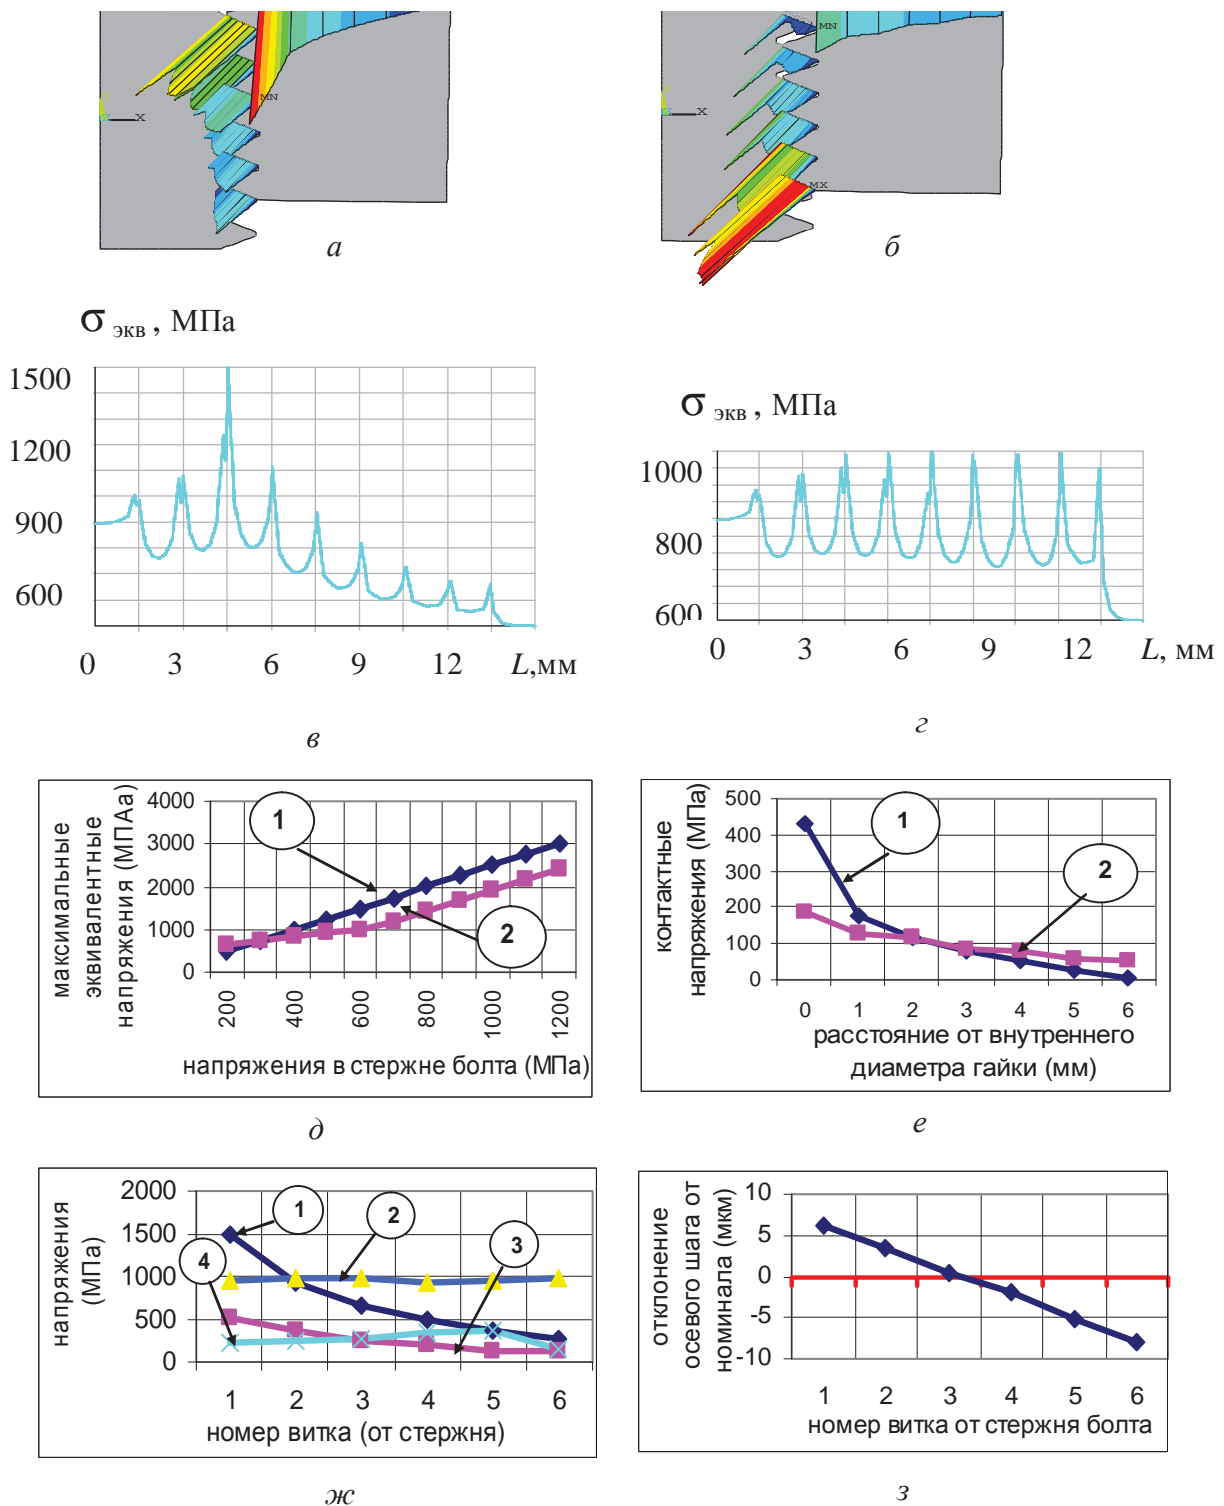 MN
X
а
MN
X
MX
б
σ экв , МПа
1500
1200
900
600
0 3 6 9 12 L,мм
в
σ экв , МПа
1000
800
600
0 3 6 9 12 L, мм
г
максимальные
эквивалентные
напряжения (МПАа)
4000
3000
2000
1000
0
1
2
200 400 600 800 1000 1200
напряжения в стержне болта (МПа)
д
контактные
напряжения (МПа)
500
400
300
200
100
0
1
2
0 1 2 3 4 5 6
расстояние от внутреннего
диаметра гайки (мм)
е
напряжения
(МПа)
2000
1500
1000
500
0
1
2
3
4
1 2 3 4 5 6
номер витка (от стержня)
ж
отклонение
осевого шага от
номинала (мкм)
10
5
0
-5
-10
1 2 3 4 5 6
номер витка от стержня болта
з